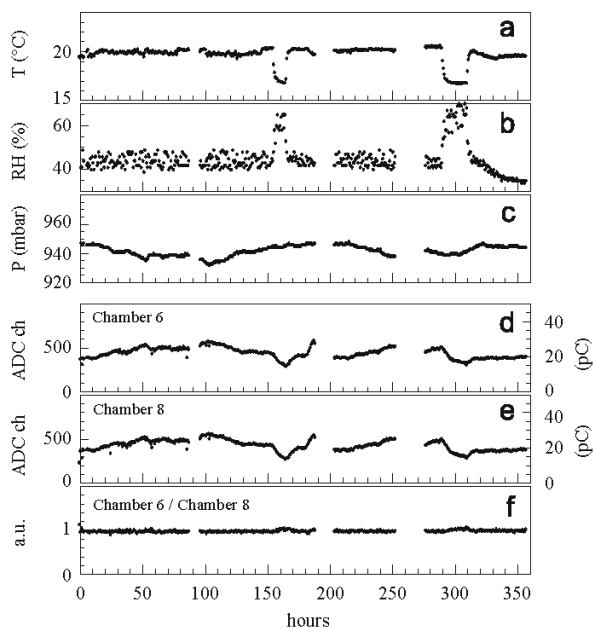 T (°C)
20
15
a
RH (%)
60
40
b
P (mbar)
960
940
920
c
ADC ch
500
0
Chamber 6
d
40
20
0
(pC)
ADC ch
500
0
Chamber 8
e
40
20
0
(pC)
a.u.
1
0
Chamber 6 / Chamber 8
f
0 50 100 150 200 250 300 350
hours